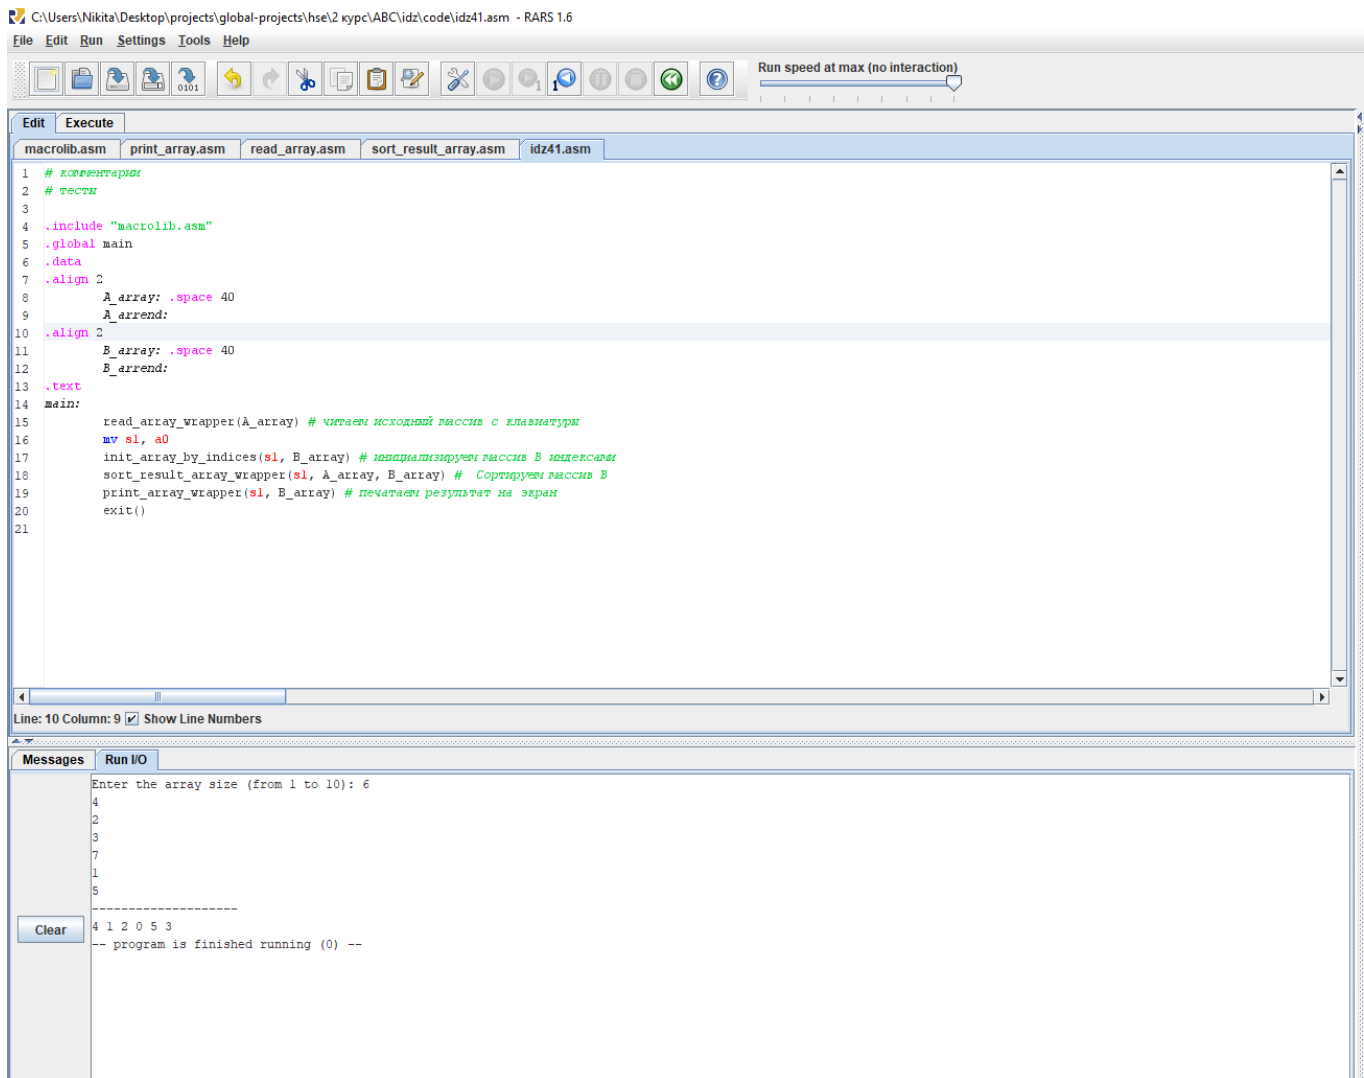 C:\Users\Nikita\Desktop\projects\global-projects\hse\2 курс\ABC\idz\code\idz41.asm - RARS 1.6
File Edit Run Settings Tools Help
Run speed at max (no interaction)
0101
1
1
Edit Execute
macrolib.asm print_array.asm read_array.asm sort_result_array.asm idz41.asm
1 # комментарии
2 # тесты
3
4 .include "macrolib.asm"
5 .global main
6 .data
7 .align 2
8 A_array: .space 40
9 A_arrend:
10 .align 2
11 B_array: .space 40
12 B_arrend:
13 .text
14 main:
15 read_array_wrapper(A_array) # читаем исходный массив с клавиатуры
16 mv s1, a0
17 init_array_by_indices(s1, B_array) # инициализируем массив B индексами
18 sort_result_array_wrapper(s1, A_array, B_array) # Сортируем массив B
19 print_array_wrapper(s1, B_array) # печатаем результат на экран
20 exit()
21
Line: 10 Column: 9 Show Line Numbers
Messages Run I/O
Enter the array size (from 1 to 10): 6
4
2
3
7
1
5
--------------------
Clear
4 1 2 0 5 3
-- program is finished running (0) --